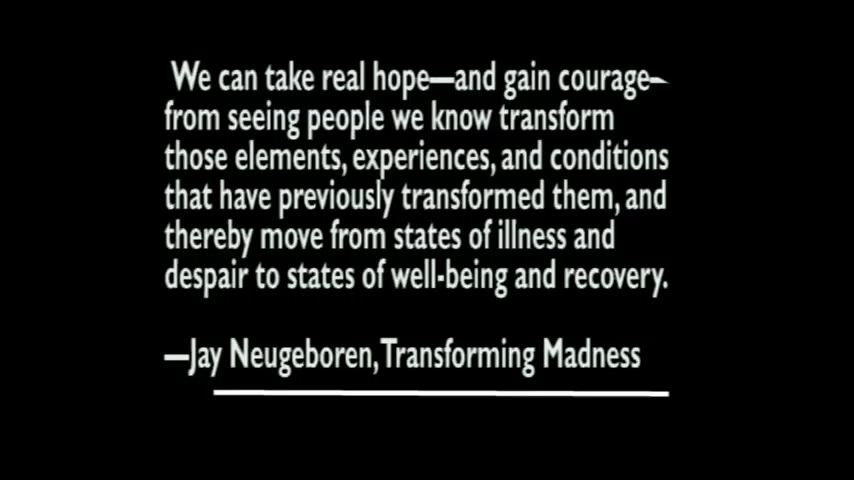 We can take real hope—and gain courage—
from seeing people we know transform
those elements, experiences, and conditions
that have previously transformed them, and
thereby move from states of illness and
despair to states of well-being and recovery.
—Jay Neugeboren, Transforming Madness